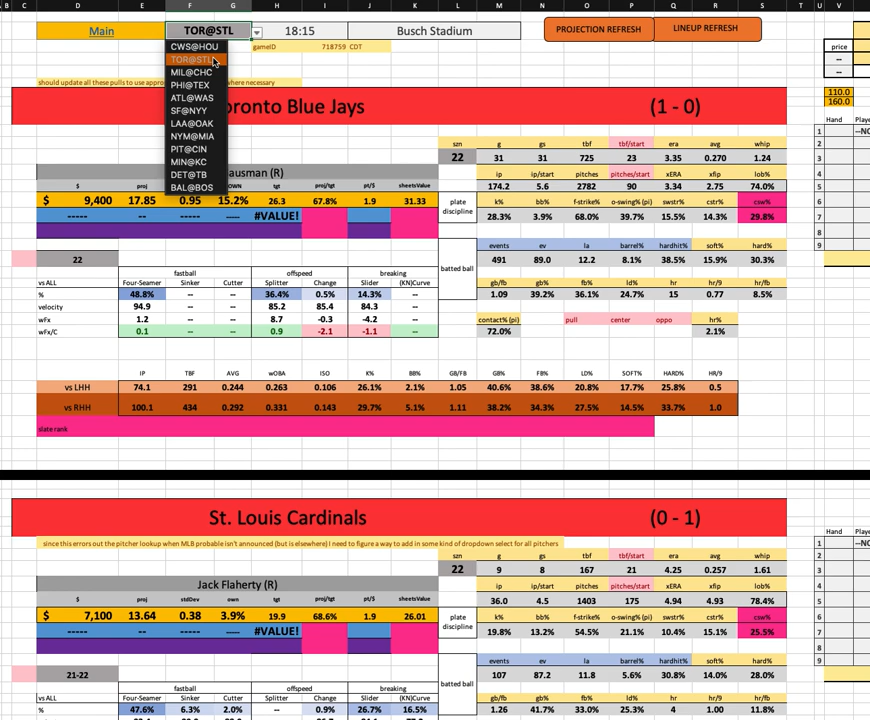 B C D E F G H I J K L M N O P Q R S T U V
Main TOR@STL 18:15 Busch Stadium PROJECTION REFRESH LINEUP REFRESH
CWS@HOU gameID 718759 CDT price
TOR@STL --
MIL@CHC --
should update all these pulls to use where necessary
PHI@TEX
ATL@WAS 110.0
SF@NYY 160.0
Toronto Blue Jays (1 - 0)
LAA@OAK Hand
NYM@MIA 1 --NO
PIT@CIN
MIN@KC
DET@TB
BAL@BOS
szn g gs tbf tbf/start era avg whip 2
22 31 31 725 23 3.35 0.270 1.24 3
Gausman (R) ip ip/start pitches pitches/start xERA xfip lob% 4
$ proj OWN tgt proj/tgt pt/$ sheetsValue 174.2 5.6 2782 90 3.34 2.75 74.0% 5
$ 9,400 17.85 0.95 15.2% 26.3 67.8% 1.9 31.33 plate discipline k% bb% f-strike% o-swing% (pi) swstr% cstr% csw% 6
----- -- ----- ----- #VALUE! 28.3% 3.9% 68.0% 39.7% 15.5% 14.3% 29.8% 7
8
batted ball events ev la barrel% hardhit% soft% hard% 9
22 491 89.0 12.2 8.1% 38.5% 15.9% 30.3%
fastball offspeed breaking
vsALL Four-Seamer Sinker Cutter Splitter Change Slider (KN)Curve gb/fb gb% fb% ld% hr hr/9 hr/fb
% 48.8% -- -- 36.4% 0.5% 14.3% -- 1.09 39.2% 36.1% 24.7% 15 0.77 8.5%
velocity 94.9 -- -- 85.2 85.4 84.3 --
wFx 1.2 -- -- 8.7 -0.3 -4.2 -- contact% (pi) pull center oppo hr%
wFx/C 0.1 -- -- 0.9 -2.1 -1.1 -- 72.0% 2.1%
IP TBF AVG wOBA ISO K% BB% GB/FB GB% FB% LD% SOFT% HARD% HR/9
vs LHH 74.1 291 0.244 0.263 0.106 26.1% 2.1% 1.05 40.6% 38.6% 20.8% 17.7% 25.8% 0.5
vs RHH 100.1 434 0.292 0.331 0.143 29.7% 5.1% 1.11 38.2% 34.3% 27.5% 14.5% 33.7% 1.0
slate rank
St. Louis Cardinals (0 - 1)
Hand
since this errors out the pitcher lookup when MLB probable isn't announced (but is elsewhere) I need to figure a way to add in some kind of dropdown select for all pitchers 1 --NO
szn g gs tbf tbf/start era avg whip 2
22 9 8 167 21 4.25 0.257 1.61 3
Jack Flaherty (R) ip ip/start pitches pitches/start xERA xfip lob% 4
$ proj stdDev own tgt proj/tgt pt/$ sheetsValue 36.0 4.5 1403 175 4.94 4.93 78.4% 5
$ 7,100 13.64 0.38 3.9% 19.9 68.6% 1.9 26.01 plate discipline k% bb% f-strike% o-swing% (pi) swstr% cstr% csw% 6
----- -- ----- ----- #VALUE! 19.8% 13.2% 54.5% 21.1% 10.4% 15.1% 25.5% 7
8
batted ball events ev la barrel% hardhit% soft% hard% 9
21-22 107 87.2 11.8 5.6% 30.8% 14.0% 28.0%
fastball offspeed breaking
vsALL Four-Seamer Sinker Cutter Splitter Change Slider (KN)Curve gb/fb gb% fb% ld% hr hr/9 hr/fb
% 47.6% 6.3% 2.0% -- 0.9% 26.7% 16.5% 1.26 41.7% 33.0% 25.3% 4 1.00 11.8%